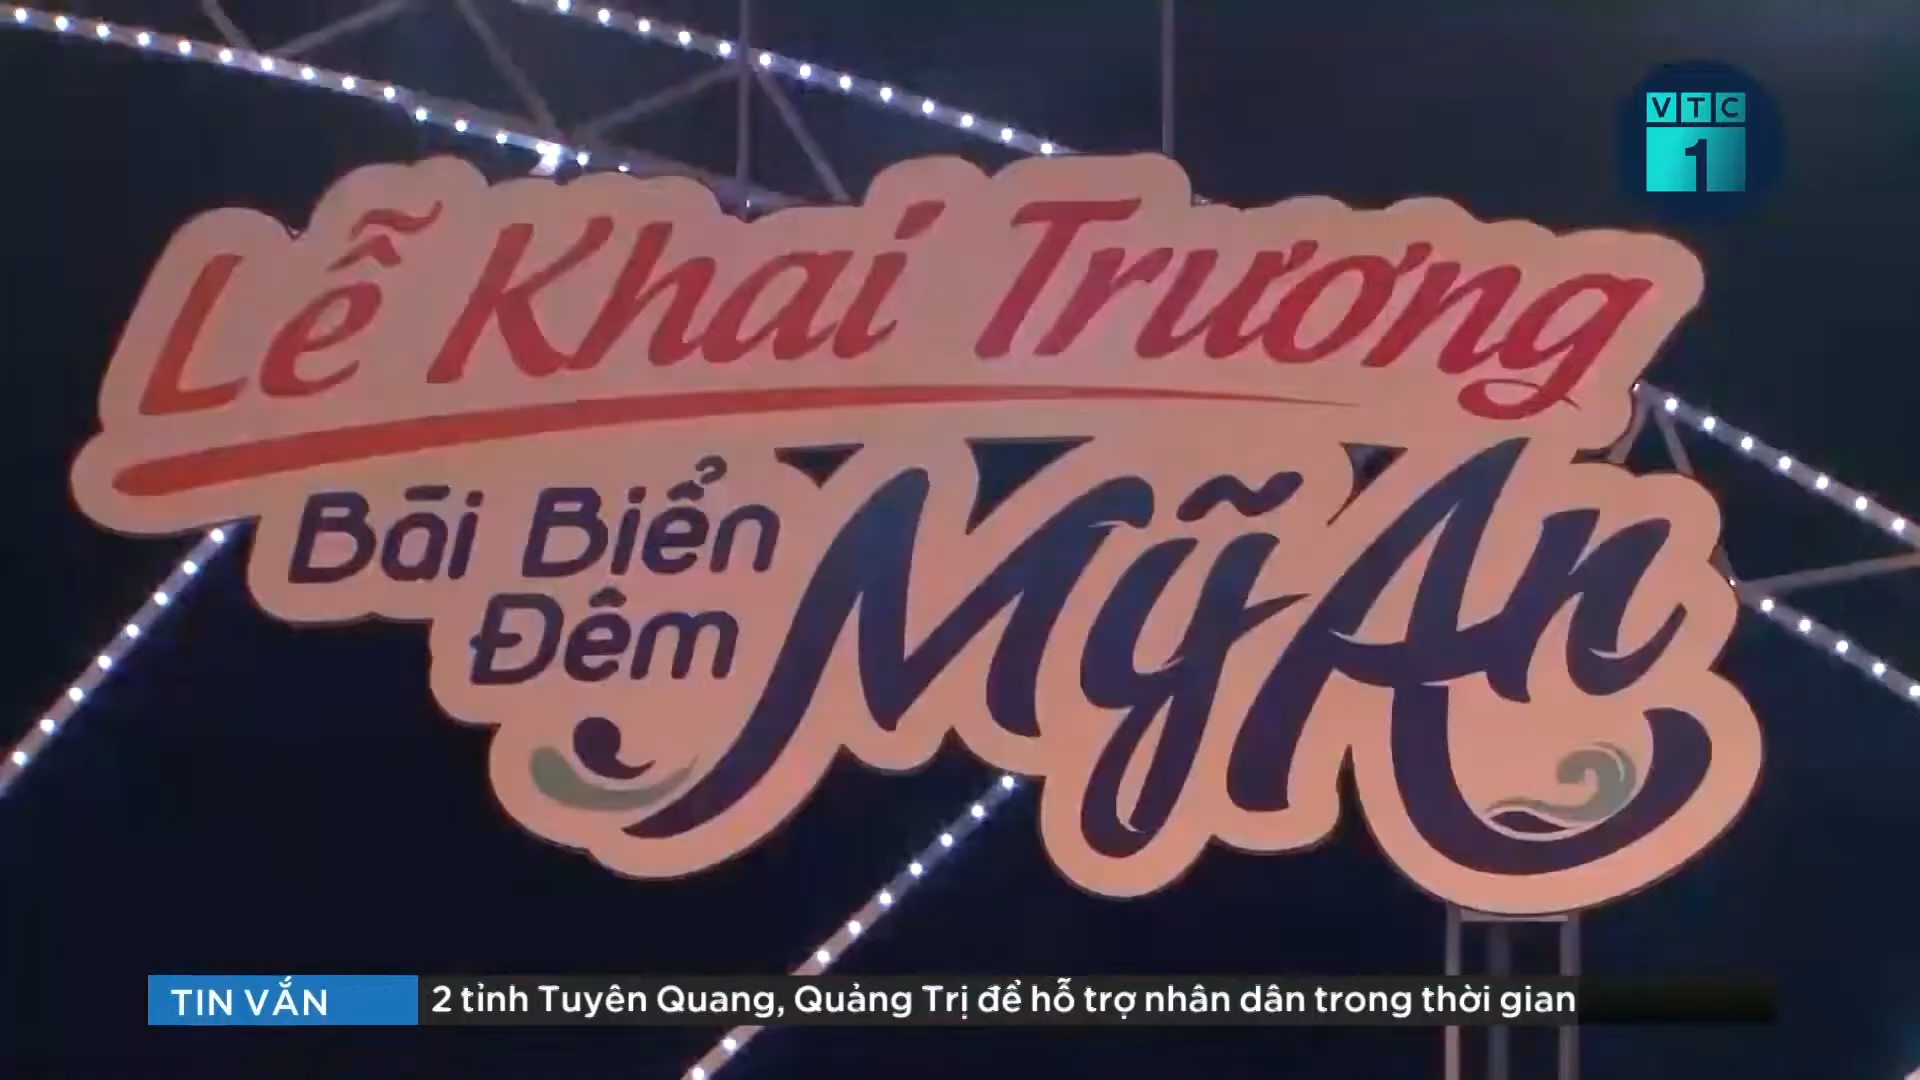 VTC
1
Lễ Khai Trương
Bãi Biển
Đêm
Mỹ An
TIN VẮN
2 tỉnh Tuyên Quang, Quảng Trị để hỗ trợ nhân dân trong thời gian